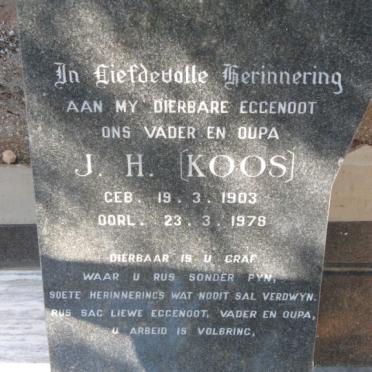 In Liefdevolle Herinnering
AAN MY DIERBARE EGGENOOT
ONS VADER EN OUPA
J. H. (KOOS)
GEB. 19. 3. 1903
OORL. 23. 3. 1978
DIERBAAR IS U GRAF
WAAR U RUS SONDER PYN,
SOETE HERINNERINGS WAT NOOIT SAL VERDWYN.
RUS SAG LIEWE EGGENOOT, VADER EN OUPA,
U ARBEID IS VOLBRING,